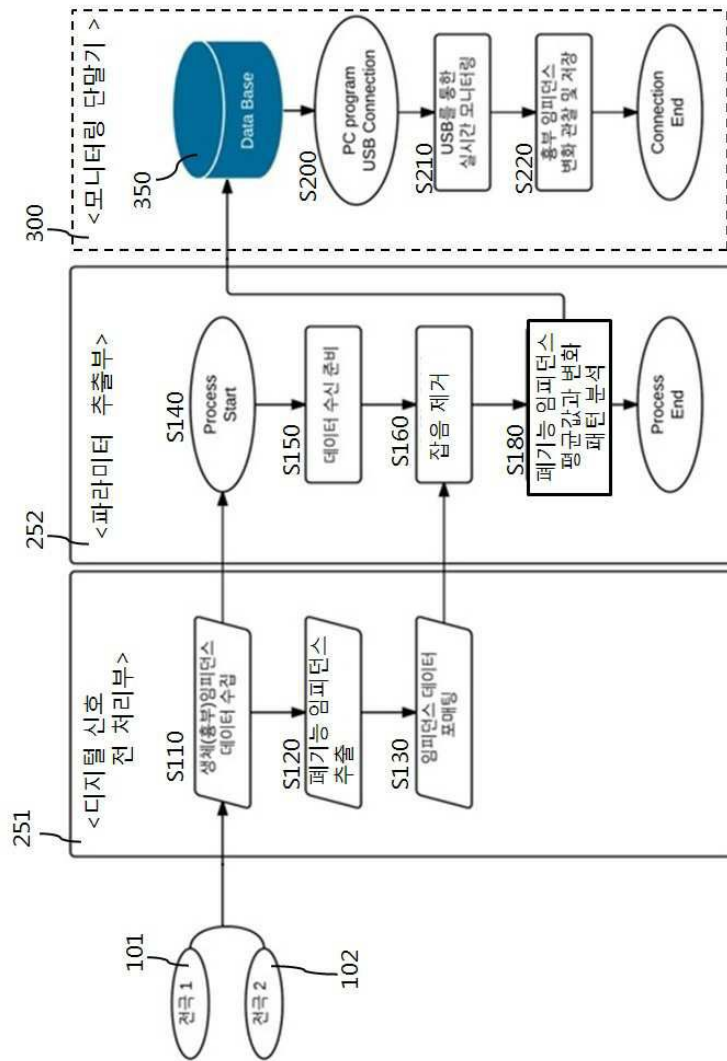 101
전극 1
전극 2
102
251
<디지털 신호
전 처리부>
S110
생체(흉부)임피던스
데이터 수집
S120
폐기능 임피던스
추출
S130
임피던스 데이터
포매팅
252
<파라미터 추출부>
S140
Process
Start
S150
데이터 수신 준비
S160
잡음 제거
S180
폐기능 임피던스
평균값과 변화
패턴 분석
Process
End
300
<모니터링 단말기 >
350
Data Base
S200
PC program
USB Connection
S210
USB를 통한
실시간 모니터링
S220
흉부 임피던스
변화 관찰 및 저장
Connection
End